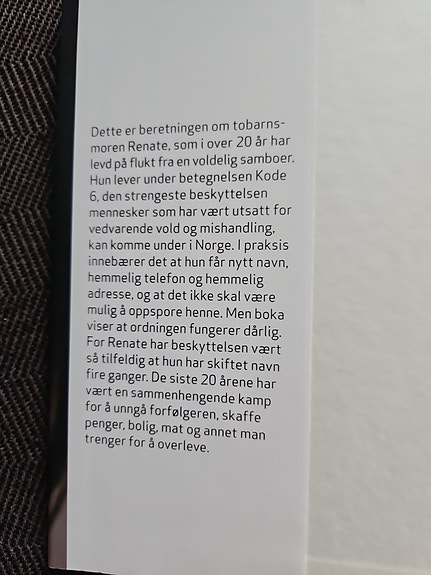 Dette er beretningen om tobarns-
moren Renate, som i over 20 år har
levd på flukt fra en voldelig samboer.
Hun lever under betegnelsen Kode
6, den strengeste beskyttelsen
mennesker som har vært utsatt for
vedvarende vold og mishandling,
kan komme under i Norge. I praksis
innebærer det at hun får nytt navn,
hemmelig telefon og hemmelig
adresse, og at det ikke skal være
mulig å oppspore henne. Men boka
viser at ordningen fungerer dårlig.
For Renate har beskyttelsen vært
så tilfeldig at hun har skiftet navn
fire ganger. De siste 20 årene har
vært en sammenhengende kamp
for å unngå forfølgeren, skaffe
penger, bolig, mat og annet man
trenger for å overleve.